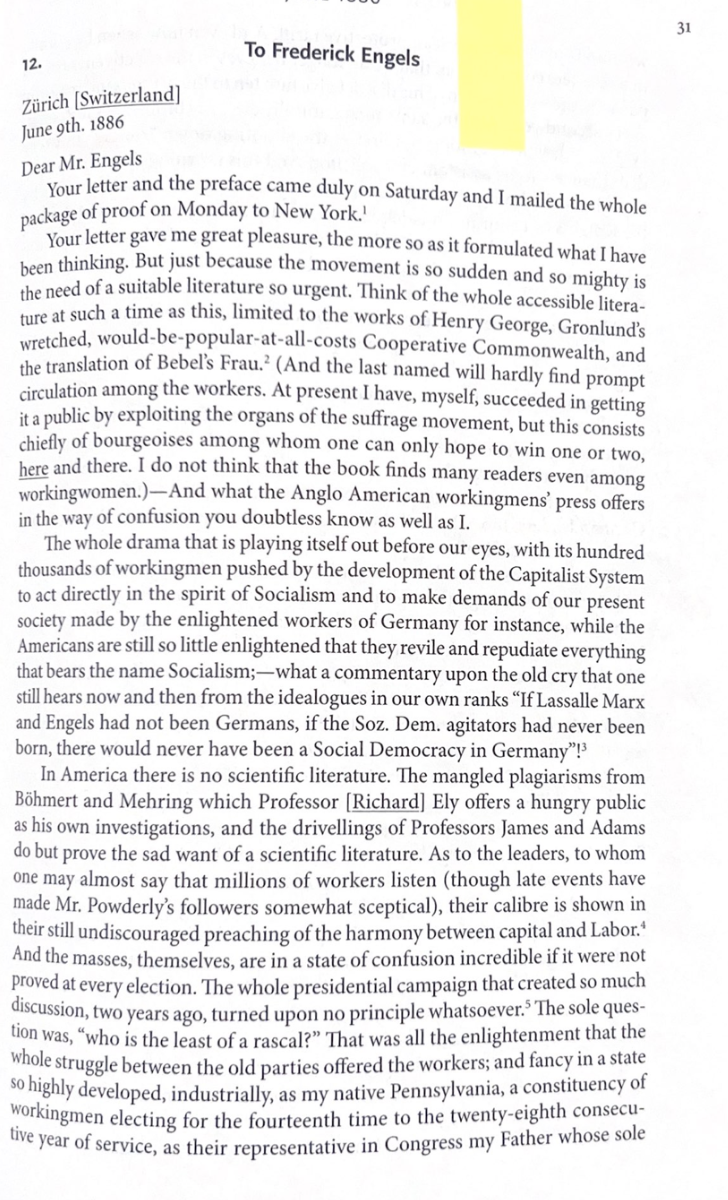 31
12.
To Frederick Engels
Zürich [Switzerland]
June 9th. 1886
Dear Mr. Engels
Your letter and the preface came duly on Saturday and I mailed the whole
package of proof on Monday to New York.¹
Your letter gave me great pleasure, the more so as it formulated what I have
been thinking. But just because the movement is so sudden and so mighty is
the need of a suitable literature so urgent. Think of the whole accessible litera-
ture at such a time as this, limited to the works of Henry George, Gronlund's
wretched, would-be-popular-at-all-costs Cooperative Commonwealth, and
the translation of Bebel's Frau.² (And the last named will hardly find prompt
circulation among the workers. At present I have, myself, succeeded in getting
it a public by exploiting the organs of the suffrage movement, but this consists
chiefly of bourgeoises among whom one can only hope to win one or two,
here and there. I do not think that the book finds many readers even among
workingwomen.)—And what the Anglo American workingmens' press offers
in the way of confusion you doubtless know as well as I.
The whole drama that is playing itself out before our eyes, with its hundred
thousands of workingmen pushed by the development of the Capitalist System
to act directly in the spirit of Socialism and to make demands of our present
society made by the enlightened workers of Germany for instance, while the
Americans are still so little enlightened that they revile and repudiate everything
that bears the name Socialism;—what a commentary upon the old cry that one
still hears now and then from the idealogues in our own ranks "If Lassalle Marx
and Engels had not been Germans, if the Soz. Dem. agitators had never been
born, there would never have been a Social Democracy in Germany"!³
In America there is no scientific literature. The mangled plagiarisms from
Böhmert and Mehring which Professor [Richard] Ely offers a hungry public
as his own investigations, and the drivellings of Professors James and Adams
do but prove the sad want of a scientific literature. As to the leaders, to whom
one may almost say that millions of workers listen (though late events have
made Mr. Powderly's followers somewhat sceptical), their calibre is shown in
their still undiscouraged preaching of the harmony between capital and Labor.⁴
And the masses, themselves, are in a state of confusion incredible if it were not
proved at every election. The whole presidential campaign that created so much
discussion, two years ago, turned upon no principle whatsoever.⁵ The sole ques-
tion was, "who is the least of a rascal?" That was all the enlightenment that the
whole struggle between the old parties offered the workers; and fancy in a state
so highly developed, industrially, as my native Pennsylvania, a constituency of
workingmen electing for the fourteenth time to the twenty-eighth consecu-
tive year of service, as their representative in Congress my Father whose sole